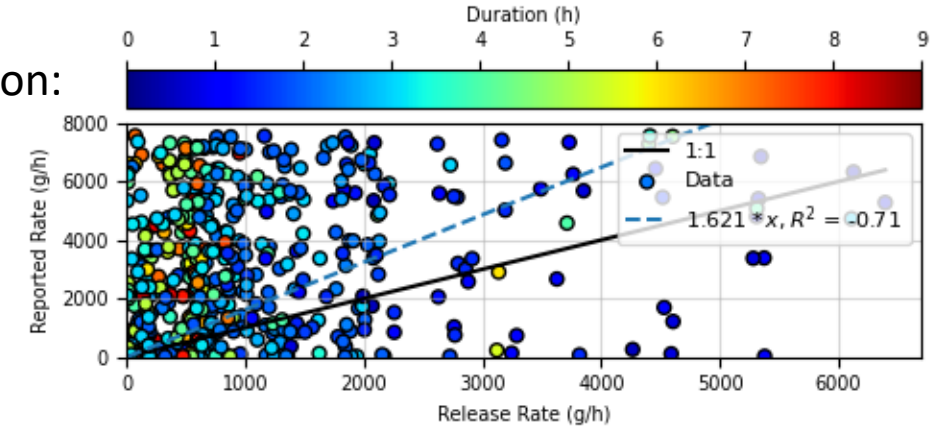 Duration (h)
0 1 2 3 4 5 6 7 8 9
on:
8000
6000
4000
2000
0
Reported Rate (g/h)
1:1
Data
1.621 * x, R² = -0.71
0 1000 2000 3000 4000 5000 6000
Release Rate (g/h)